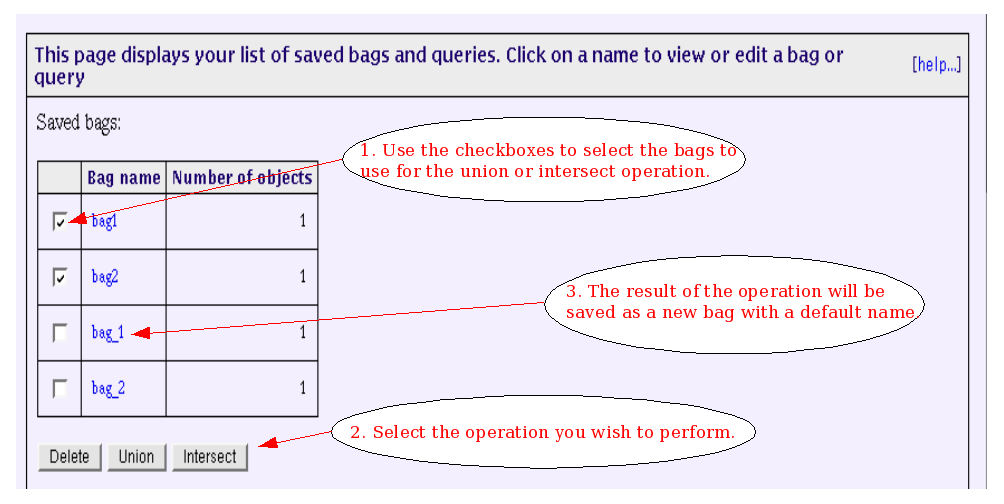 This page displays your list of saved bags and queries. Click on a name to view or edit a bag or
query
[help...]
Saved bags:
1. Use the checkboxes to select the bags to
use for the union or intersect operation.
Bag name Number of objects
bag1 1
bag2 1
3. The result of the operation will be
saved as a new bag with a default name.
bag_1 1
bag_2 1
2. Select the operation you wish to perform.
Delete Union Intersect